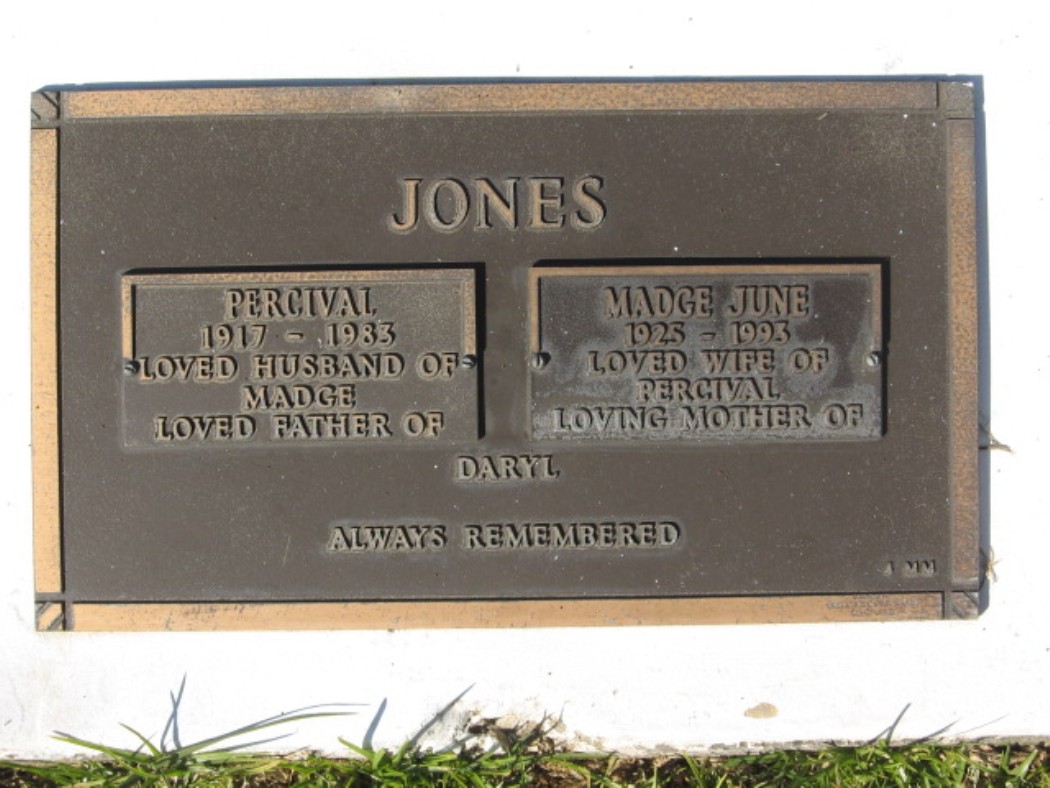 JONES
PERCIVAL
1917 - 1983
LOVED HUSBAND OF
MADGE
LOVED FATHER OF
MADGE JUNE
1925 - 1993
LOVED WIFE OF
PERCIVAL
LOVING MOTHER OF
DARYL
ALWAYS REMEMBERED
MM